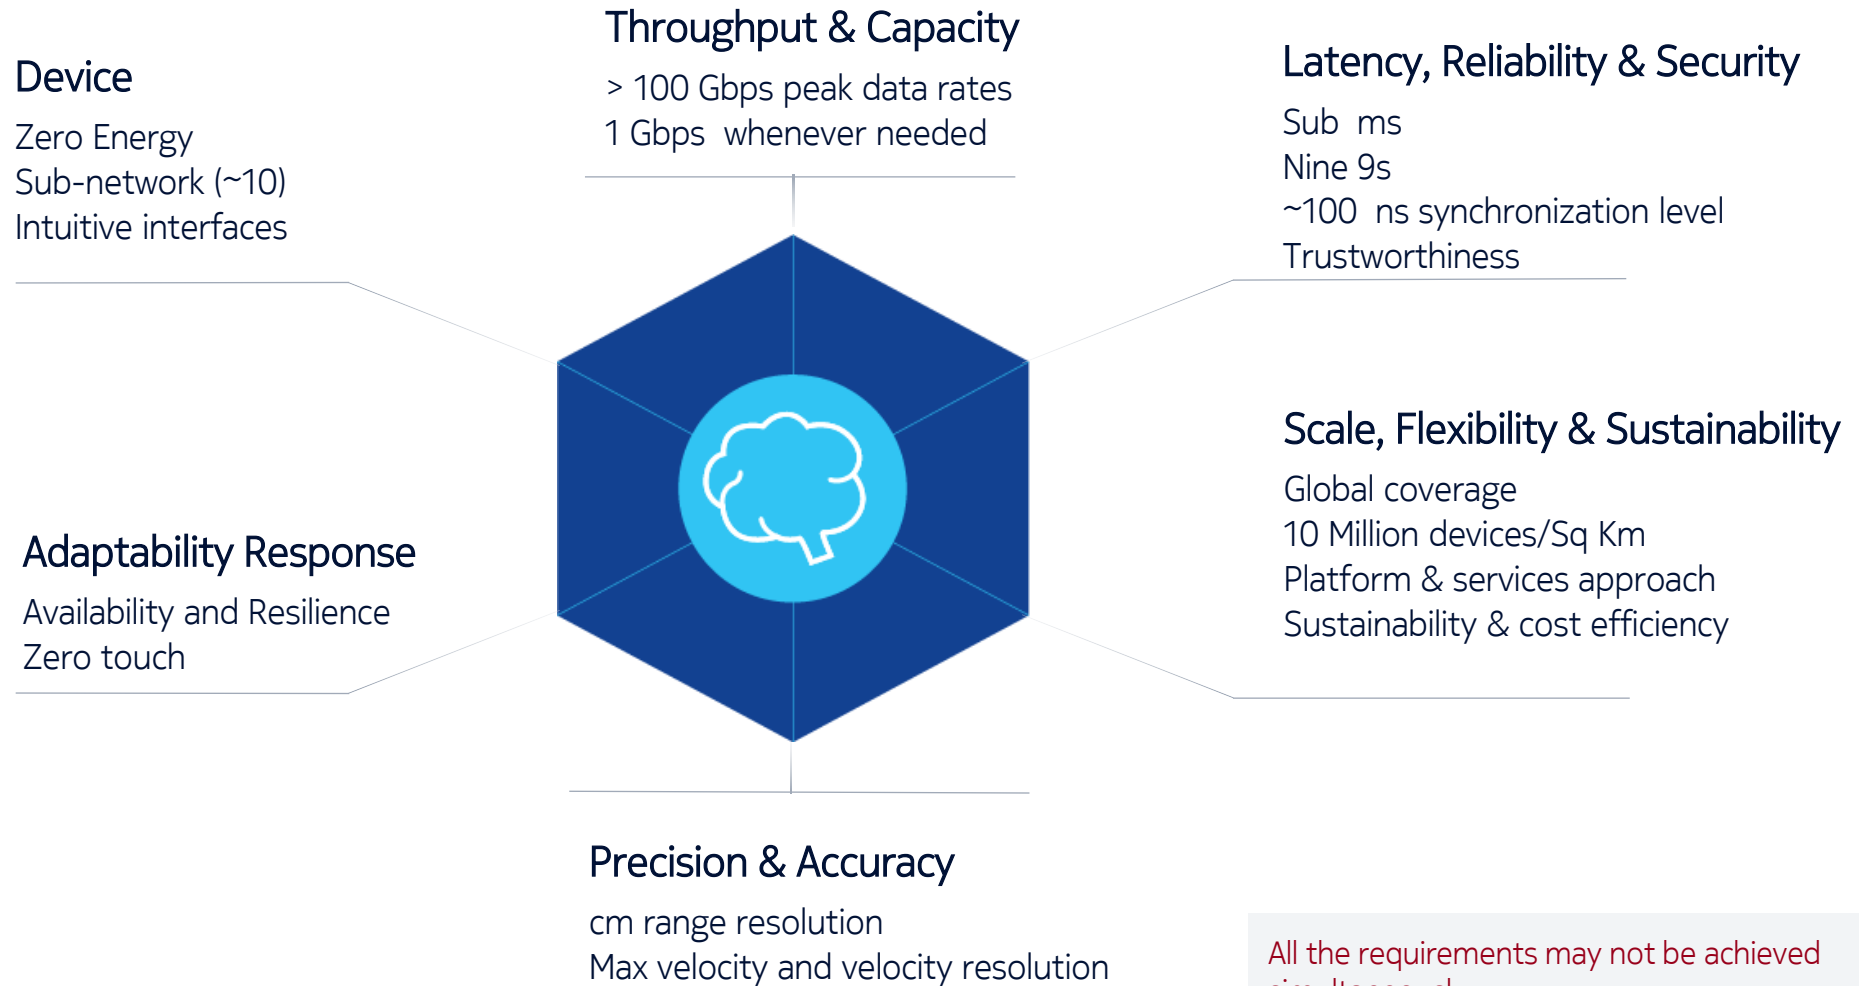 Throughput & Capacity
> 100 Gbps peak data rates
1 Gbps whenever needed
Device
Zero Energy
Sub-network (~10)
Intuitive interfaces
Latency, Reliability & Security
Sub ms
Nine 9s
~100 ns synchronization level
Trustworthiness
Scale, Flexibility & Sustainability
Global coverage
10 Million devices/Sq Km
Platform & services approach
Sustainability & cost efficiency
Adaptability Response
Availability and Resilience
Zero touch
Precision & Accuracy
cm range resolution
Max velocity and velocity resolution
All the requirements may not be achieved